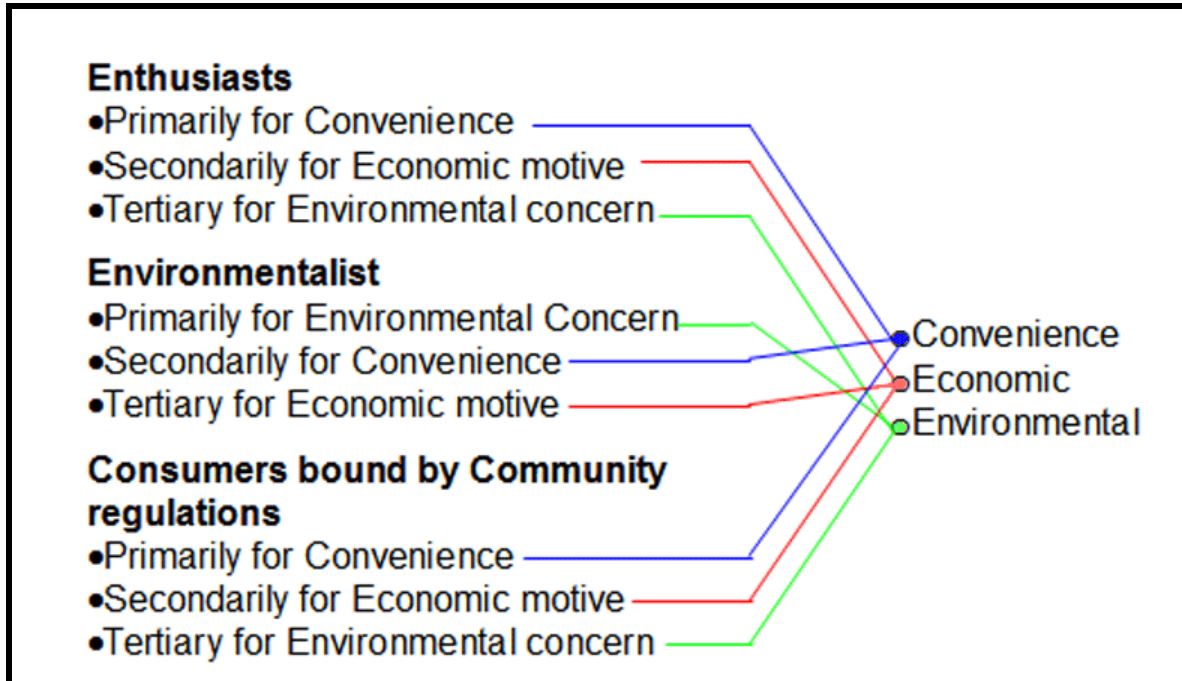 Enthusiasts
•Primarily for Convenience
•Secondarily for Economic motive
•Tertiary for Environmental concern
Environmentalist
•Primarily for Environmental Concern
•Secondarily for Convenience
•Tertiary for Economic motive
Consumers bound by Community
regulations
•Primarily for Convenience
•Secondarily for Economic motive
•Tertiary for Environmental concern
Convenience
Economic
Environmental